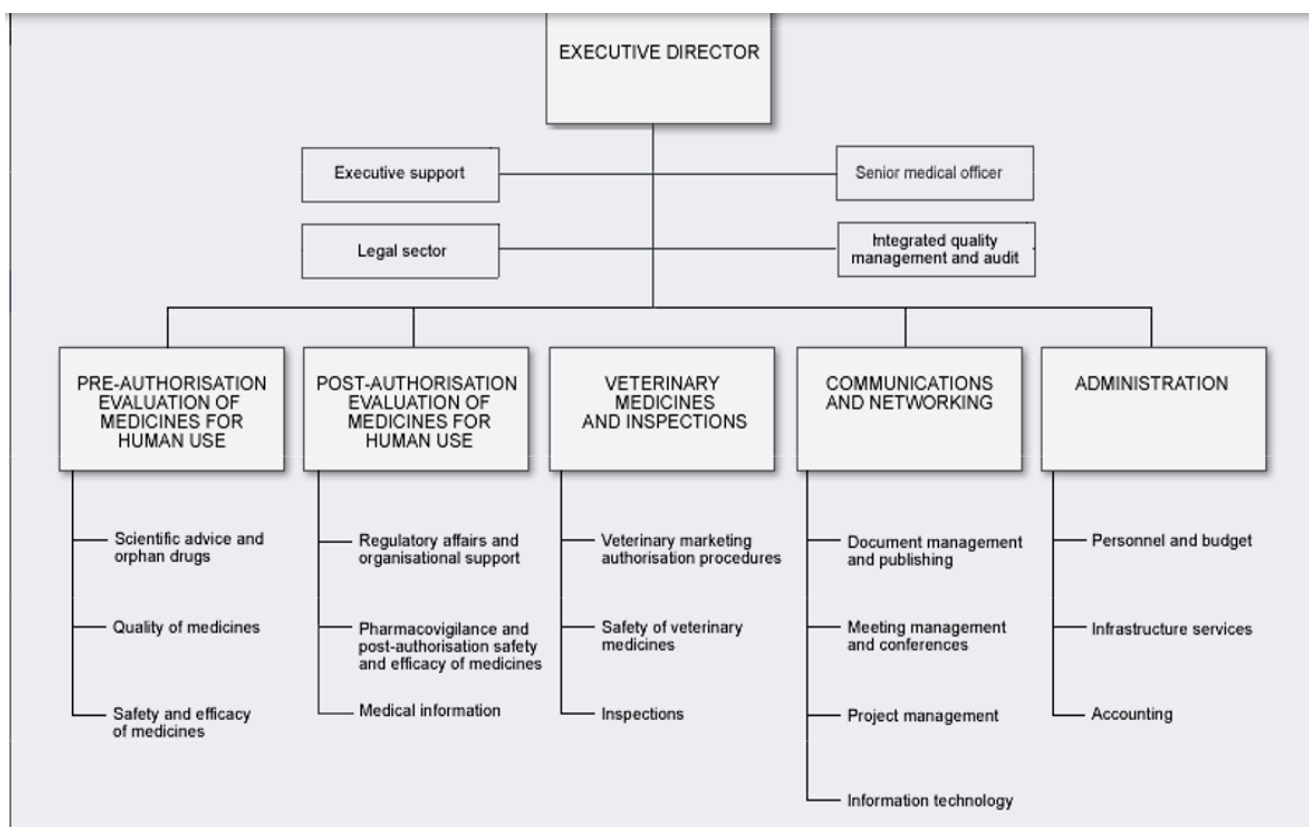 EXECUTIVE DIRECTOR
Executive support
Senior medical officer
Legal sector
Integrated quality
management and audit
PRE-AUTHORISATION
EVALUATION OF
MEDICINES FOR
HUMAN USE
POST-AUTHORISATION
EVALUATION OF
MEDICINES FOR
HUMAN USE
VETERINARY
MEDICINES
AND INSPECTIONS
COMMUNICATIONS
AND NETWORKING
ADMINISTRATION
Scientific advice and
orphan drugs
Quality of medicines
Safety and efficacy
of medicines
Regulatory affairs and
organisational support
Pharmacovigilance and
post-authorisation safety
and efficacy of medicines
Medical information
Veterinary marketing
authorisation procedures
Safety of veterinary
medicines
Inspections
Document management
and publishing
Meeting management
and conferences
Project management
Information technology
Personnel and budget
Infrastructure services
Accounting